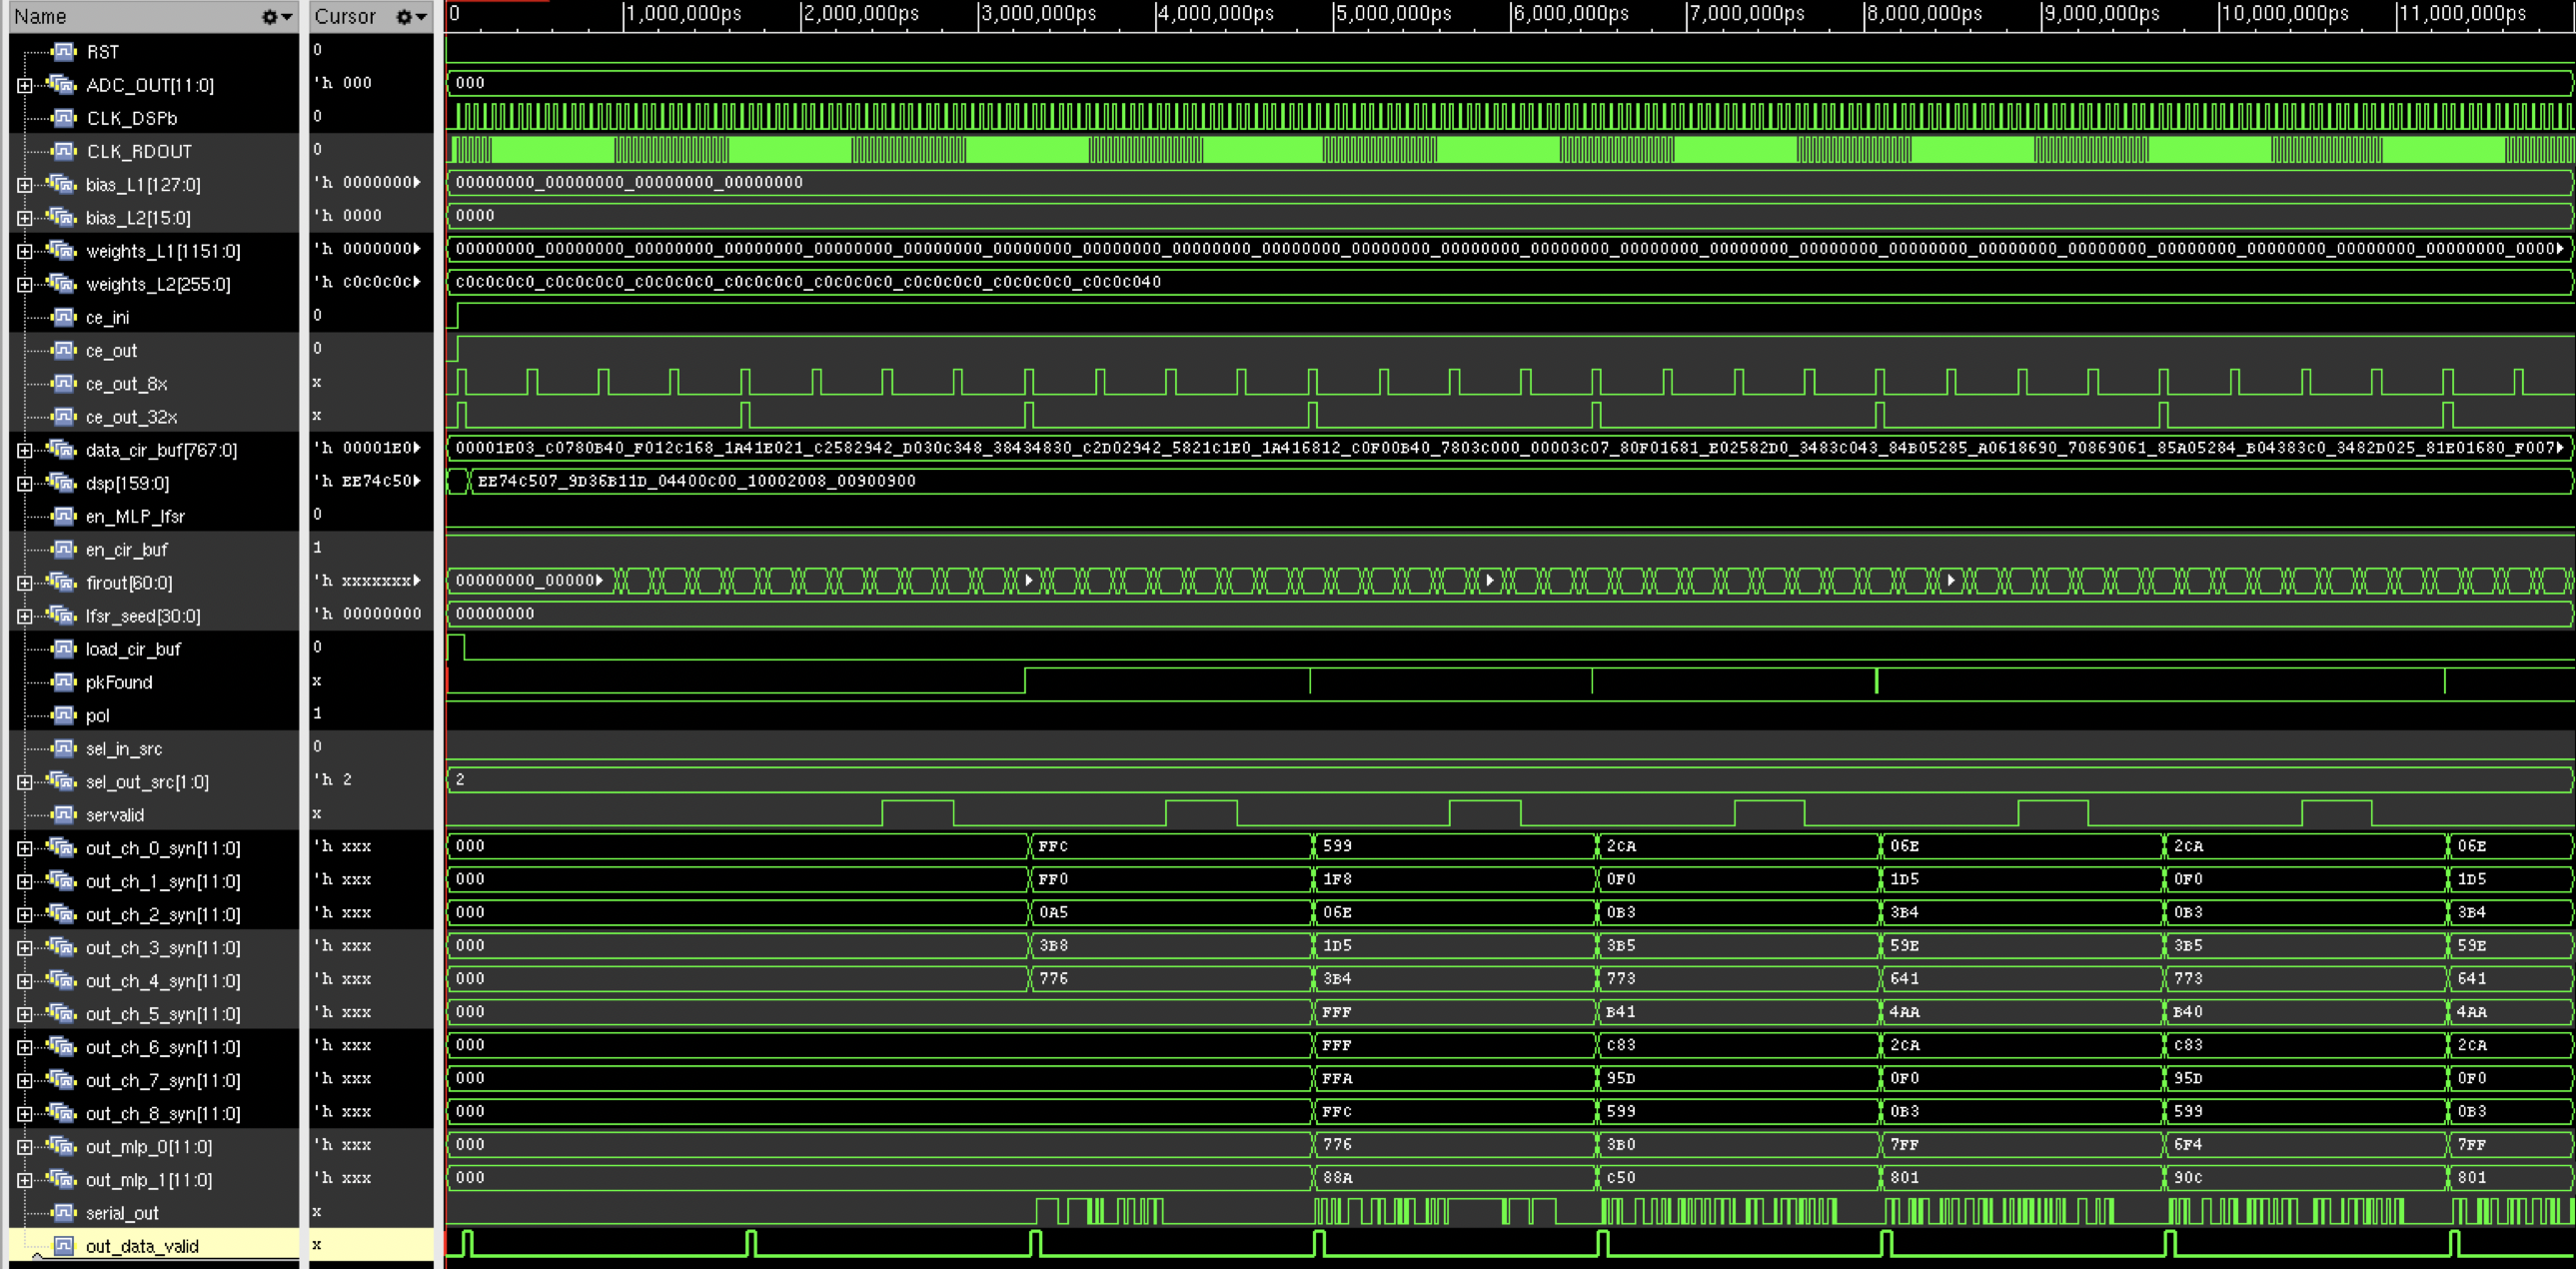 Name Cursor 0 1,000,000ps 2,000,000ps 3,000,000ps 4,000,000ps 5,000,000ps 6,000,000ps 7,000,000ps 8,000,000ps 9,000,000ps 10,000,000ps 11,000,000ps
RST 0
ADC_OUT[11:0] 'h 000 000
CLK_DSPb 0
CLK_RDOUT 0
bias_L1[127:0] 'h 0000000 00000000_00000000_00000000_00000000
bias_L2[15:0] 'h 0000 0000
weights_L1[1151:0] 'h 0000000 00000000_00000000_00000000_00000000_00000000_00000000_00000000_00000000_00000000_00000000_00000000_00000000_00000000_00000000_00000000_00000000_00000000_00000000_00000000_00000000_00000000_00000000_00000000_0000
weights_L2[255:0] 'h C0C0C0C C0C0C0C0_C0C0C0C0_C0C0C0C0_C0C0C0C0_C0C0C0C0_C0C0C0C0_C0C0C0C0_C0C0C040
ce_ini 0
ce_out 0
ce_out_8x x
ce_out_32x x
data_cir_buf[767:0] 'h 00001E0 00001E03_C0780B40_F012C168_1A41E021_C2582942_D030C348_38434830_C2D02942_5821C1E0_1A416812_C0F00B40_7803C000_00003C07_80F01681_E02582D0_3483C043_84B05285_A0618690_70869061_85A05284_B04383C0_3482D025_81E01680_F007
dsp[159:0] 'h EE74C50 EE74C507_9D36B11D_04400C00_10002008_00900900
en_MLP_lfsr 0
en_cir_buf 1
firout[60:0] 'h xxxxxxx 00000000_00000
lfsr_seed[30:0] 'h 00000000 00000000
load_cir_buf 0
pkFound x
pol 1
sel_in_src 0
sel_out_src[1:0] 'h 2 2
servalid x
out_ch_0_syn[11:0] 'h xxx 000 FFC 599 2CA 06E 2CA 06E
out_ch_1_syn[11:0] 'h xxx 000 FF0 1F8 0F0 1D5 0F0 1D5
out_ch_2_syn[11:0] 'h xxx 000 0A5 06E 0B3 3B4 0B3 3B4
out_ch_3_syn[11:0] 'h xxx 000 3B8 1D5 3B5 59E 3B5 59E
out_ch_4_syn[11:0] 'h xxx 000 776 3B4 773 641 773 641
out_ch_5_syn[11:0] 'h xxx 000 FFF B41 4AA B40 4AA
out_ch_6_syn[11:0] 'h xxx 000 FFF C83 2CA C83 2CA
out_ch_7_syn[11:0] 'h xxx 000 FFA 95D 0F0 95D 0F0
out_ch_8_syn[11:0] 'h xxx 000 FFC 599 0B3 599 0B3
out_mlp_0[11:0] 'h xxx 000 776 3B0 7FF 6F4 7FF
out_mlp_1[11:0] 'h xxx 000 88A C50 801 90C 801
serial_out x
out_data_valid x